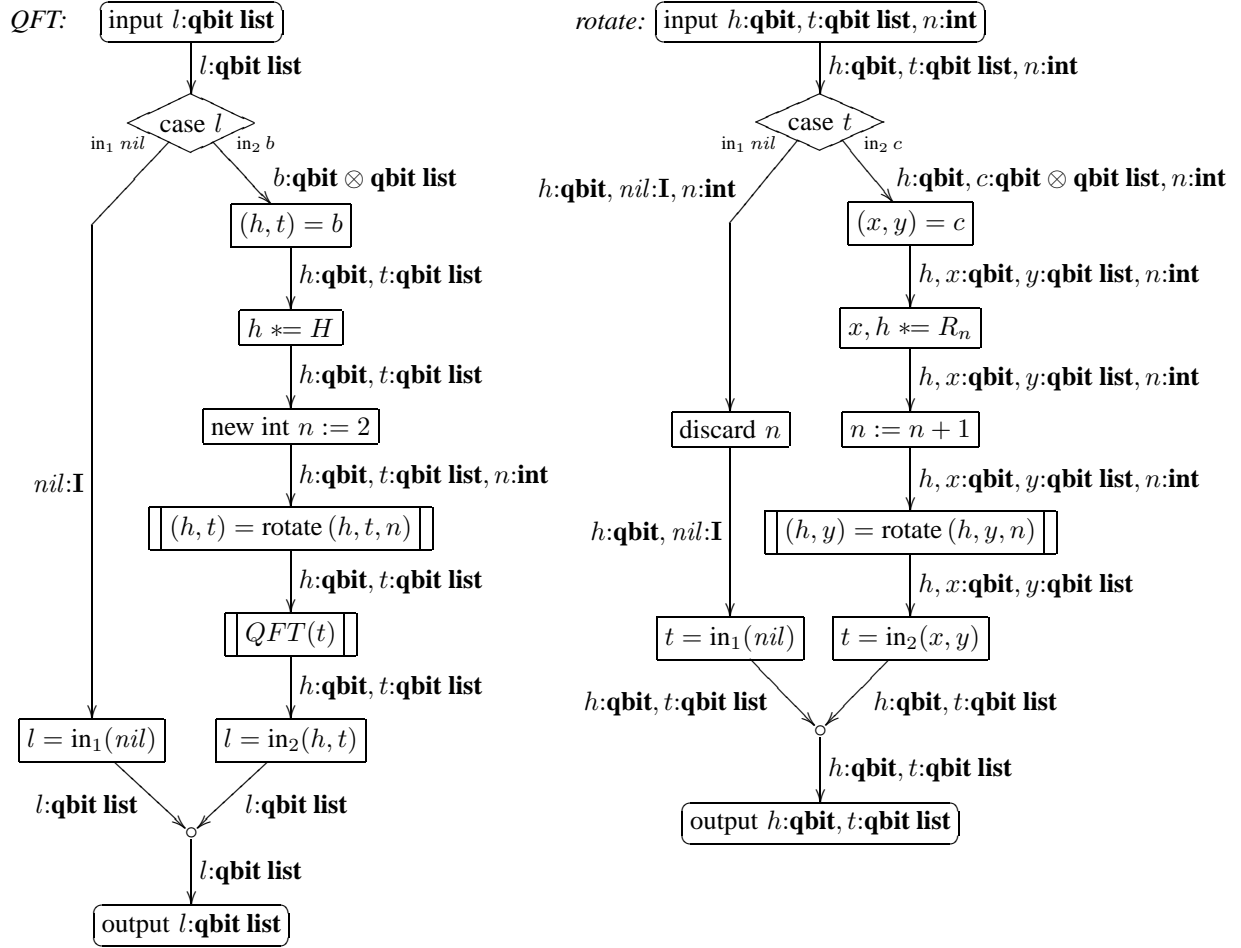 QFT:
input l:qbit list
l:qbit list
case l
in₁ nil
in₂ b
b:qbit ⊗ qbit list
(h, t) = b
h:qbit, t:qbit list
h ∗= H
h:qbit, t:qbit list
new int n := 2
nil:I
h:qbit, t:qbit list, n:int
(h, t) = rotate (h, t, n)
h:qbit, t:qbit list
QFT(t)
h:qbit, t:qbit list
l = in₁(nil)
l = in₂(h, t)
l:qbit list
l:qbit list
l:qbit list
output l:qbit list
rotate:
input h:qbit, t:qbit list, n:int
h:qbit, t:qbit list, n:int
case t
in₁ nil
in₂ c
h:qbit, nil:I, n:int
h:qbit, c:qbit ⊗ qbit list, n:int
(x, y) = c
h, x:qbit, y:qbit list, n:int
x, h ∗= Rₙ
h, x:qbit, y:qbit list, n:int
discard n
n := n + 1
h, x:qbit, y:qbit list, n:int
h:qbit, nil:I
(h, y) = rotate (h, y, n)
h, x:qbit, y:qbit list
t = in₁(nil)
t = in₂(x, y)
h:qbit, t:qbit list
h:qbit, t:qbit list
h:qbit, t:qbit list
output h:qbit, t:qbit list